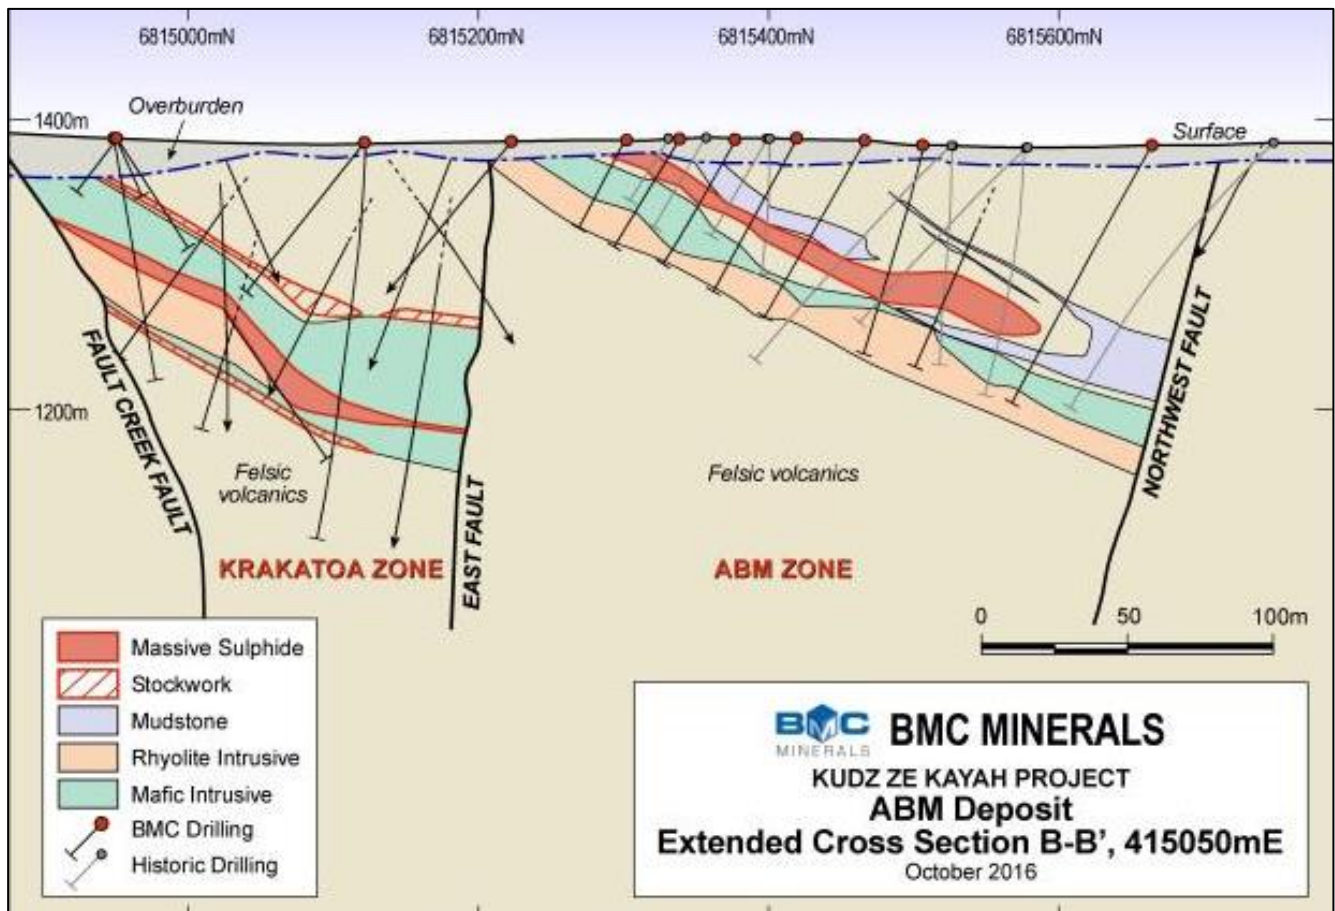 6815000mN
6815200mN
6815400mN
6815600mN
Overburden
1400m
Surface
1200m
FAULT CREEK FAULT
Felsic
volcanics
EAST FAULT
Felsic volcanics
NORTHWEST FAULT
KRAKATOA ZONE
ABM ZONE
0 50 100m
Massive Sulphide
Stockwork
Mudstone
Rhyolite Intrusive
Mafic Intrusive
BMC Drilling
Historic Drilling
BMC
MINERALS
BMC MINERALS
KUDZ ZE KAYAH PROJECT
ABM Deposit
Extended Cross Section B-B’, 415050mE
October 2016